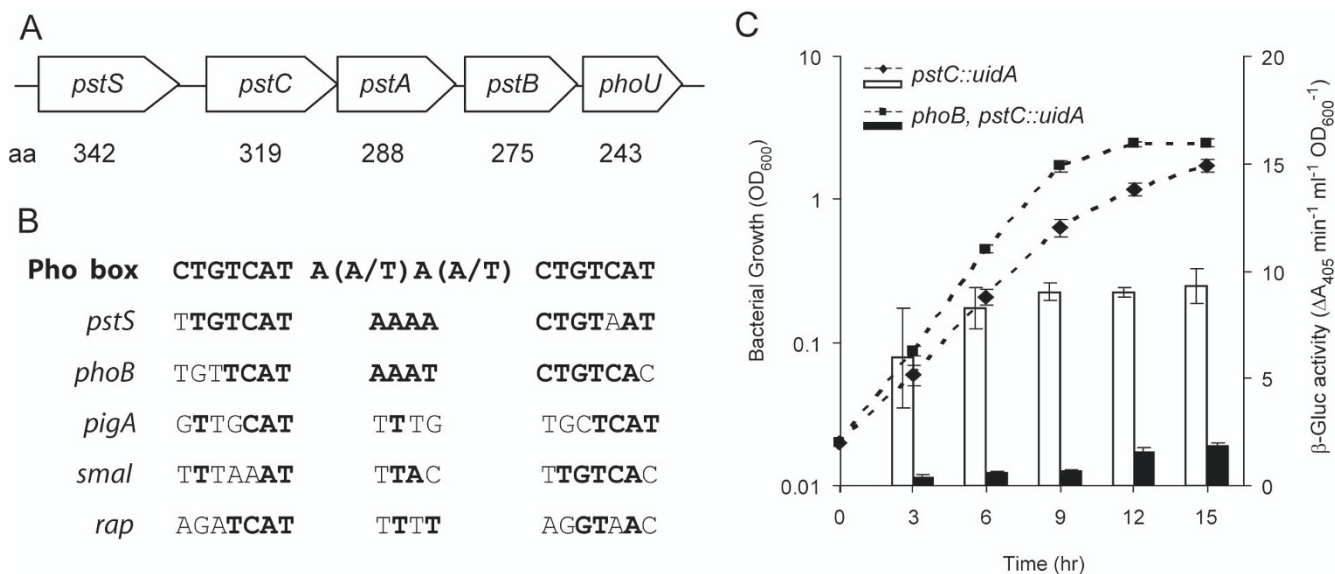 A
pstS pstC pstA pstB phoU
aa 342 319 288 275 243
B
Pho box CTGTCAT A(A/T)A(A/T) CTGTCAT
pstS TTGTCAT AAAA CTGTAAT
phoB TGTTCAT AAAT CTGTCAC
pigA GTTGCAT TTTG TGCTCAT
smaI TTTAAAT TTAC TTGTCAC
rap AGATCAT TTTT AGGTAAC
C
pstC::uidA
phoB, pstC::uidA
Bacterial Growth (OD600)
10
1
0.1
0.01
β-Gluc activity (ΔA405 min-1 ml-1 OD600-1)
20
15
10
5
0
0 3 6 9 12 15
Time (hr)